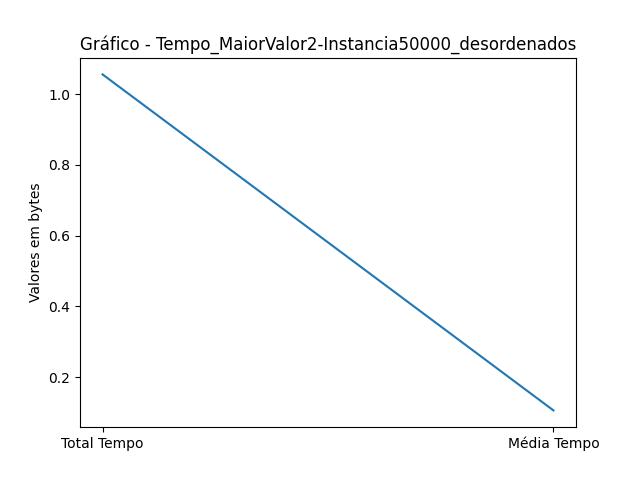 Gráfico - Tempo_MaiorValor2-Instancia50000_desordenados
Valores em bytes
1.0
0.8
0.6
0.4
0.2
Total Tempo
Média Tempo